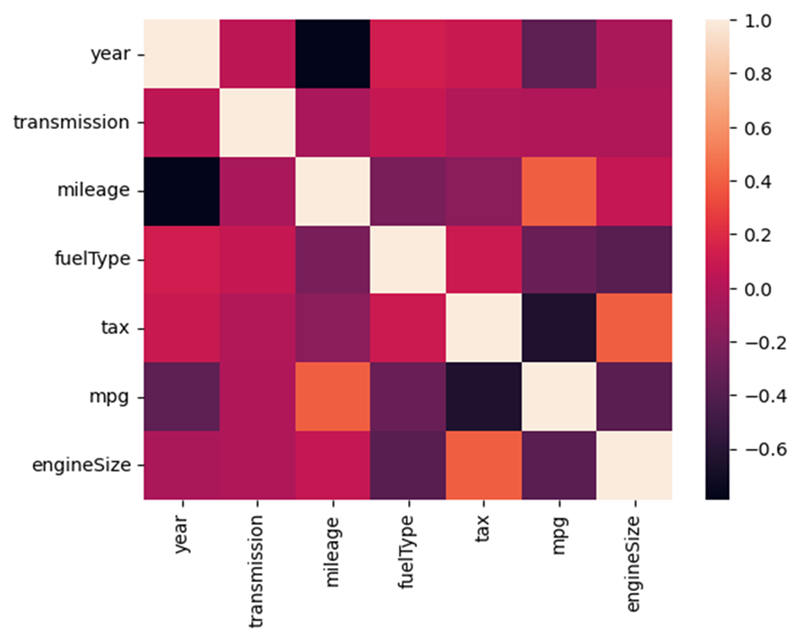 year
transmission
mileage
fuelType
tax
mpg
engineSize
year
transmission
mileage
fuelType
tax
mpg
engineSize
1.0
0.8
0.6
0.4
0.2
0.0
−0.2
−0.4
−0.6